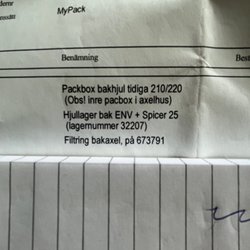 MyPack
Benämning
Packbox bakhjul tidiga 210/220
(Obs! inre pacbox i axelhus)
Hjullager bak ENV + Spicer 25
(lagernummer 32207)
Filtring bakaxel, på 673791